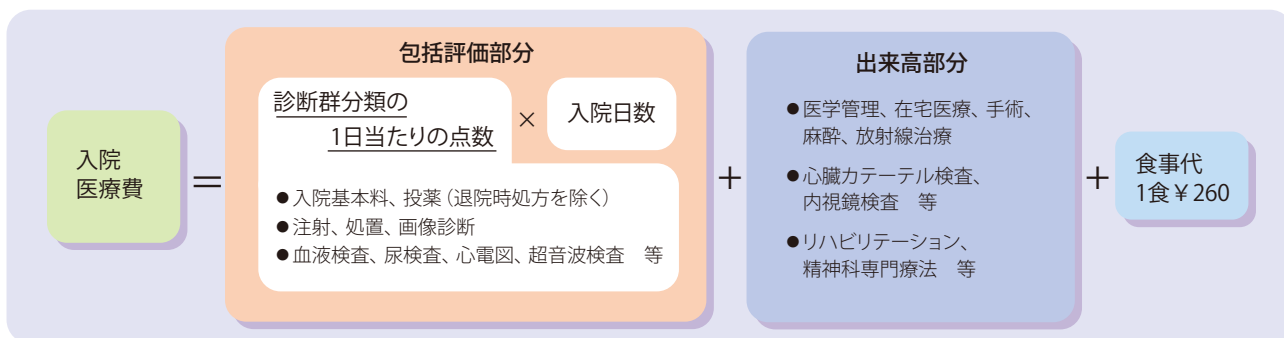 入院
医療費
＝
包括評価部分
診断群分類の
1日当たりの点数
×
入院日数
●入院基本料、投薬（退院時処方を除く）
●注射、処置、画像診断
●血液検査、尿検査、心電図、超音波検査　等
＋
出来高部分
●医学管理、在宅医療、手術、
麻酔、放射線治療
●心臓カテーテル検査、
内視鏡検査　等
●リハビリテーション、
精神科専門療法　等
＋
食事代
1食￥260